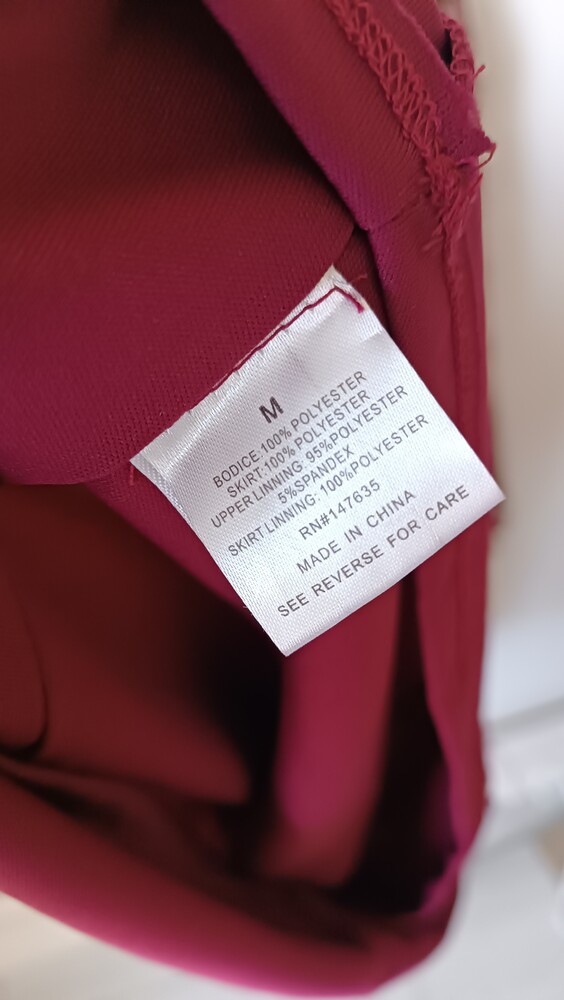 M
BODICE:100% POLYESTER
SKIRT:100% POLYESTER
UPPER LINNING: 95%POLYESTER
5%SPANDEX
SKIRT LINNING: 100%POLYESTER
RN#147635
MADE IN CHINA
SEE REVERSE FOR CARE